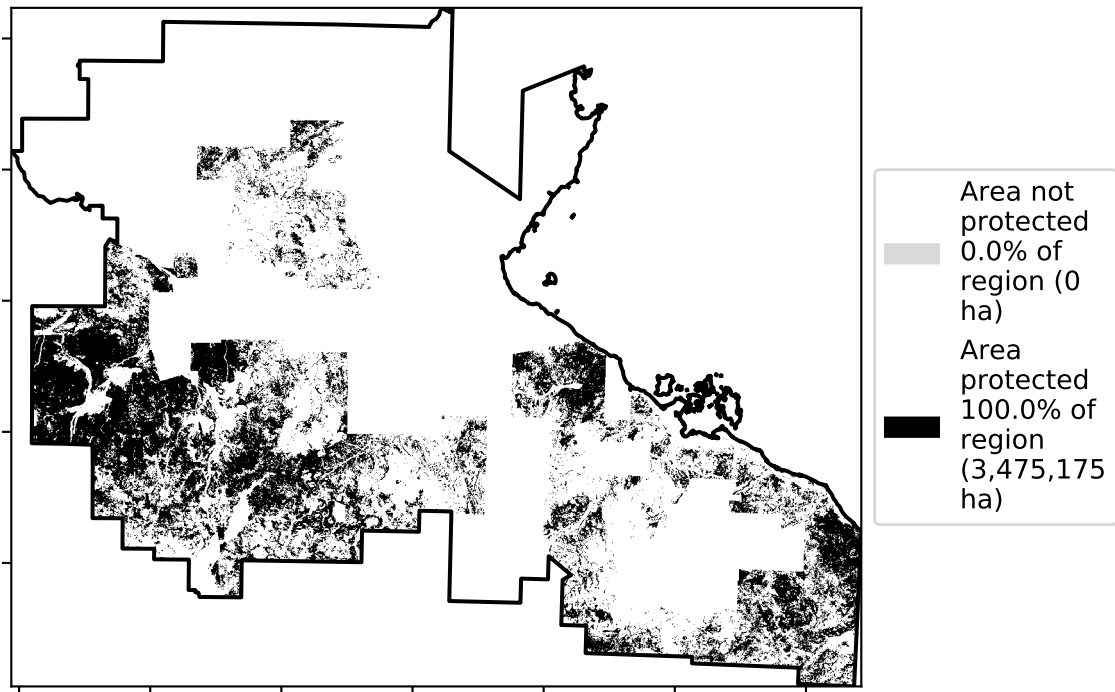 Area not
protected
0.0% of
region (0
ha)
Area
protected
100.0% of
region
(3,475,175
ha)